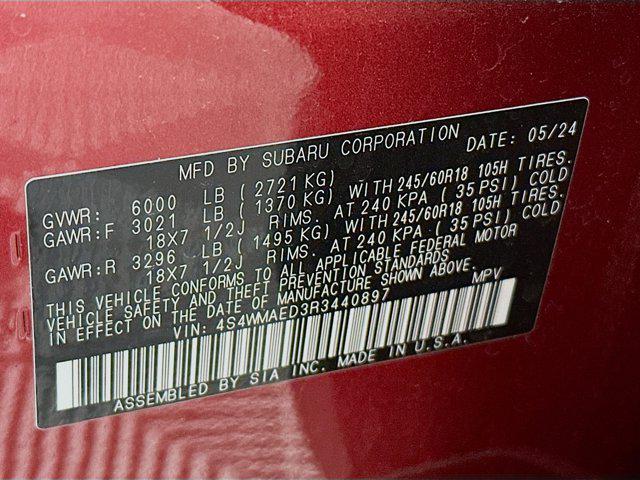 MFD BY SUBARU CORPORATION DATE: 05/24
GVWR: 6000 LB (2721 KG)
GAWR:F 3021 LB (1370 KG) WITH 245/60R18 105H TIRES.
18X7 1/2J RIMS. AT 240 KPA (35 PSI) COLD
GAWR:R 3296 LB (1495 KG) WITH 245/60R18 105H TIRES.
18X7 1/2J RIMS. AT 240 KPA (35 PSI) COLD.
THIS VEHICLE CONFORMS TO ALL APPLICABLE FEDERAL MOTOR
VEHICLE SAFETY AND THEFT PREVENTION STANDARDS
IN EFFECT ON THE DATE OF MANUFACTURE SHOWN ABOVE.
VIN: 4S4WMAED3R3440897 MPV
ASSEMBLED BY SIA INC. MADE IN U.S.A.